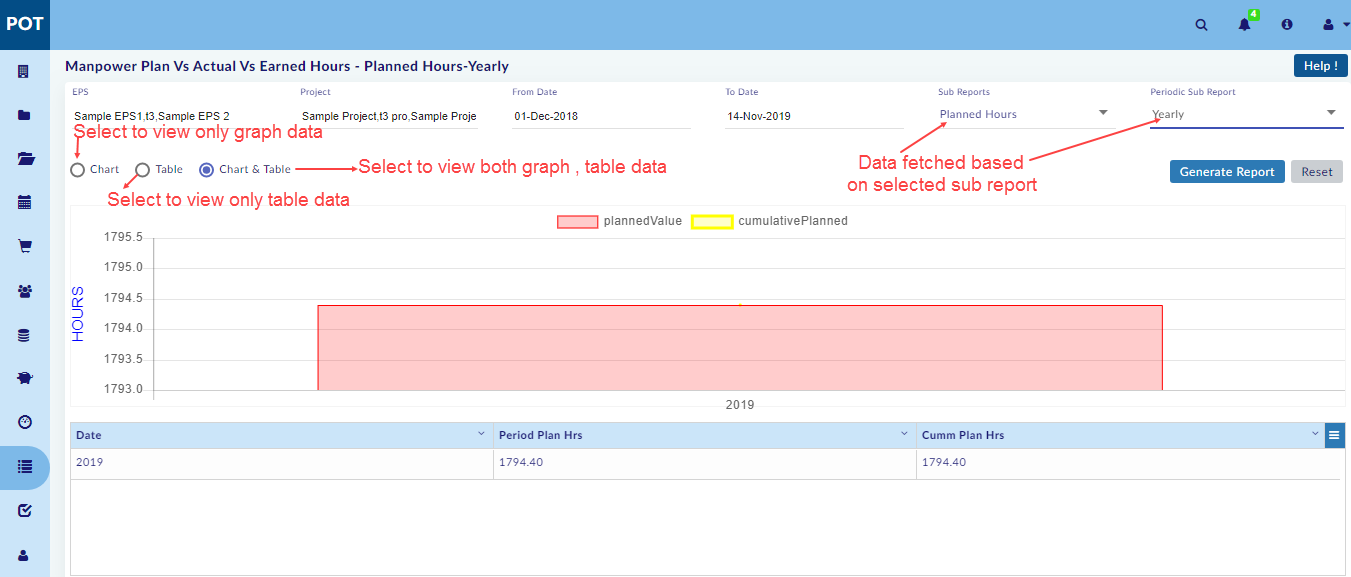 POT
4
Manpower Plan Vs Actual Vs Earned Hours - Planned Hours-Yearly
Help !
EPS Project From Date To Date Sub Reports Periodic Sub Report
Sample EPS1,t3,Sample EPS 2 Sample Project,t3 pro,Sample Proje 01-Dec-2018 14-Nov-2019 Planned Hours Yearly
Select to view only graph data
Chart Table Chart & Table
Select to view both graph , table data
Data fetched based
on selected sub report
Generate Report Reset
Select to view only table data
plannedValue cumulativePlanned
1795.5
1795.0
1794.5
1794.0
1793.5
1793.0
HOURS
2019
Date Period Plan Hrs Cumm Plan Hrs
2019 1794.40 1794.40